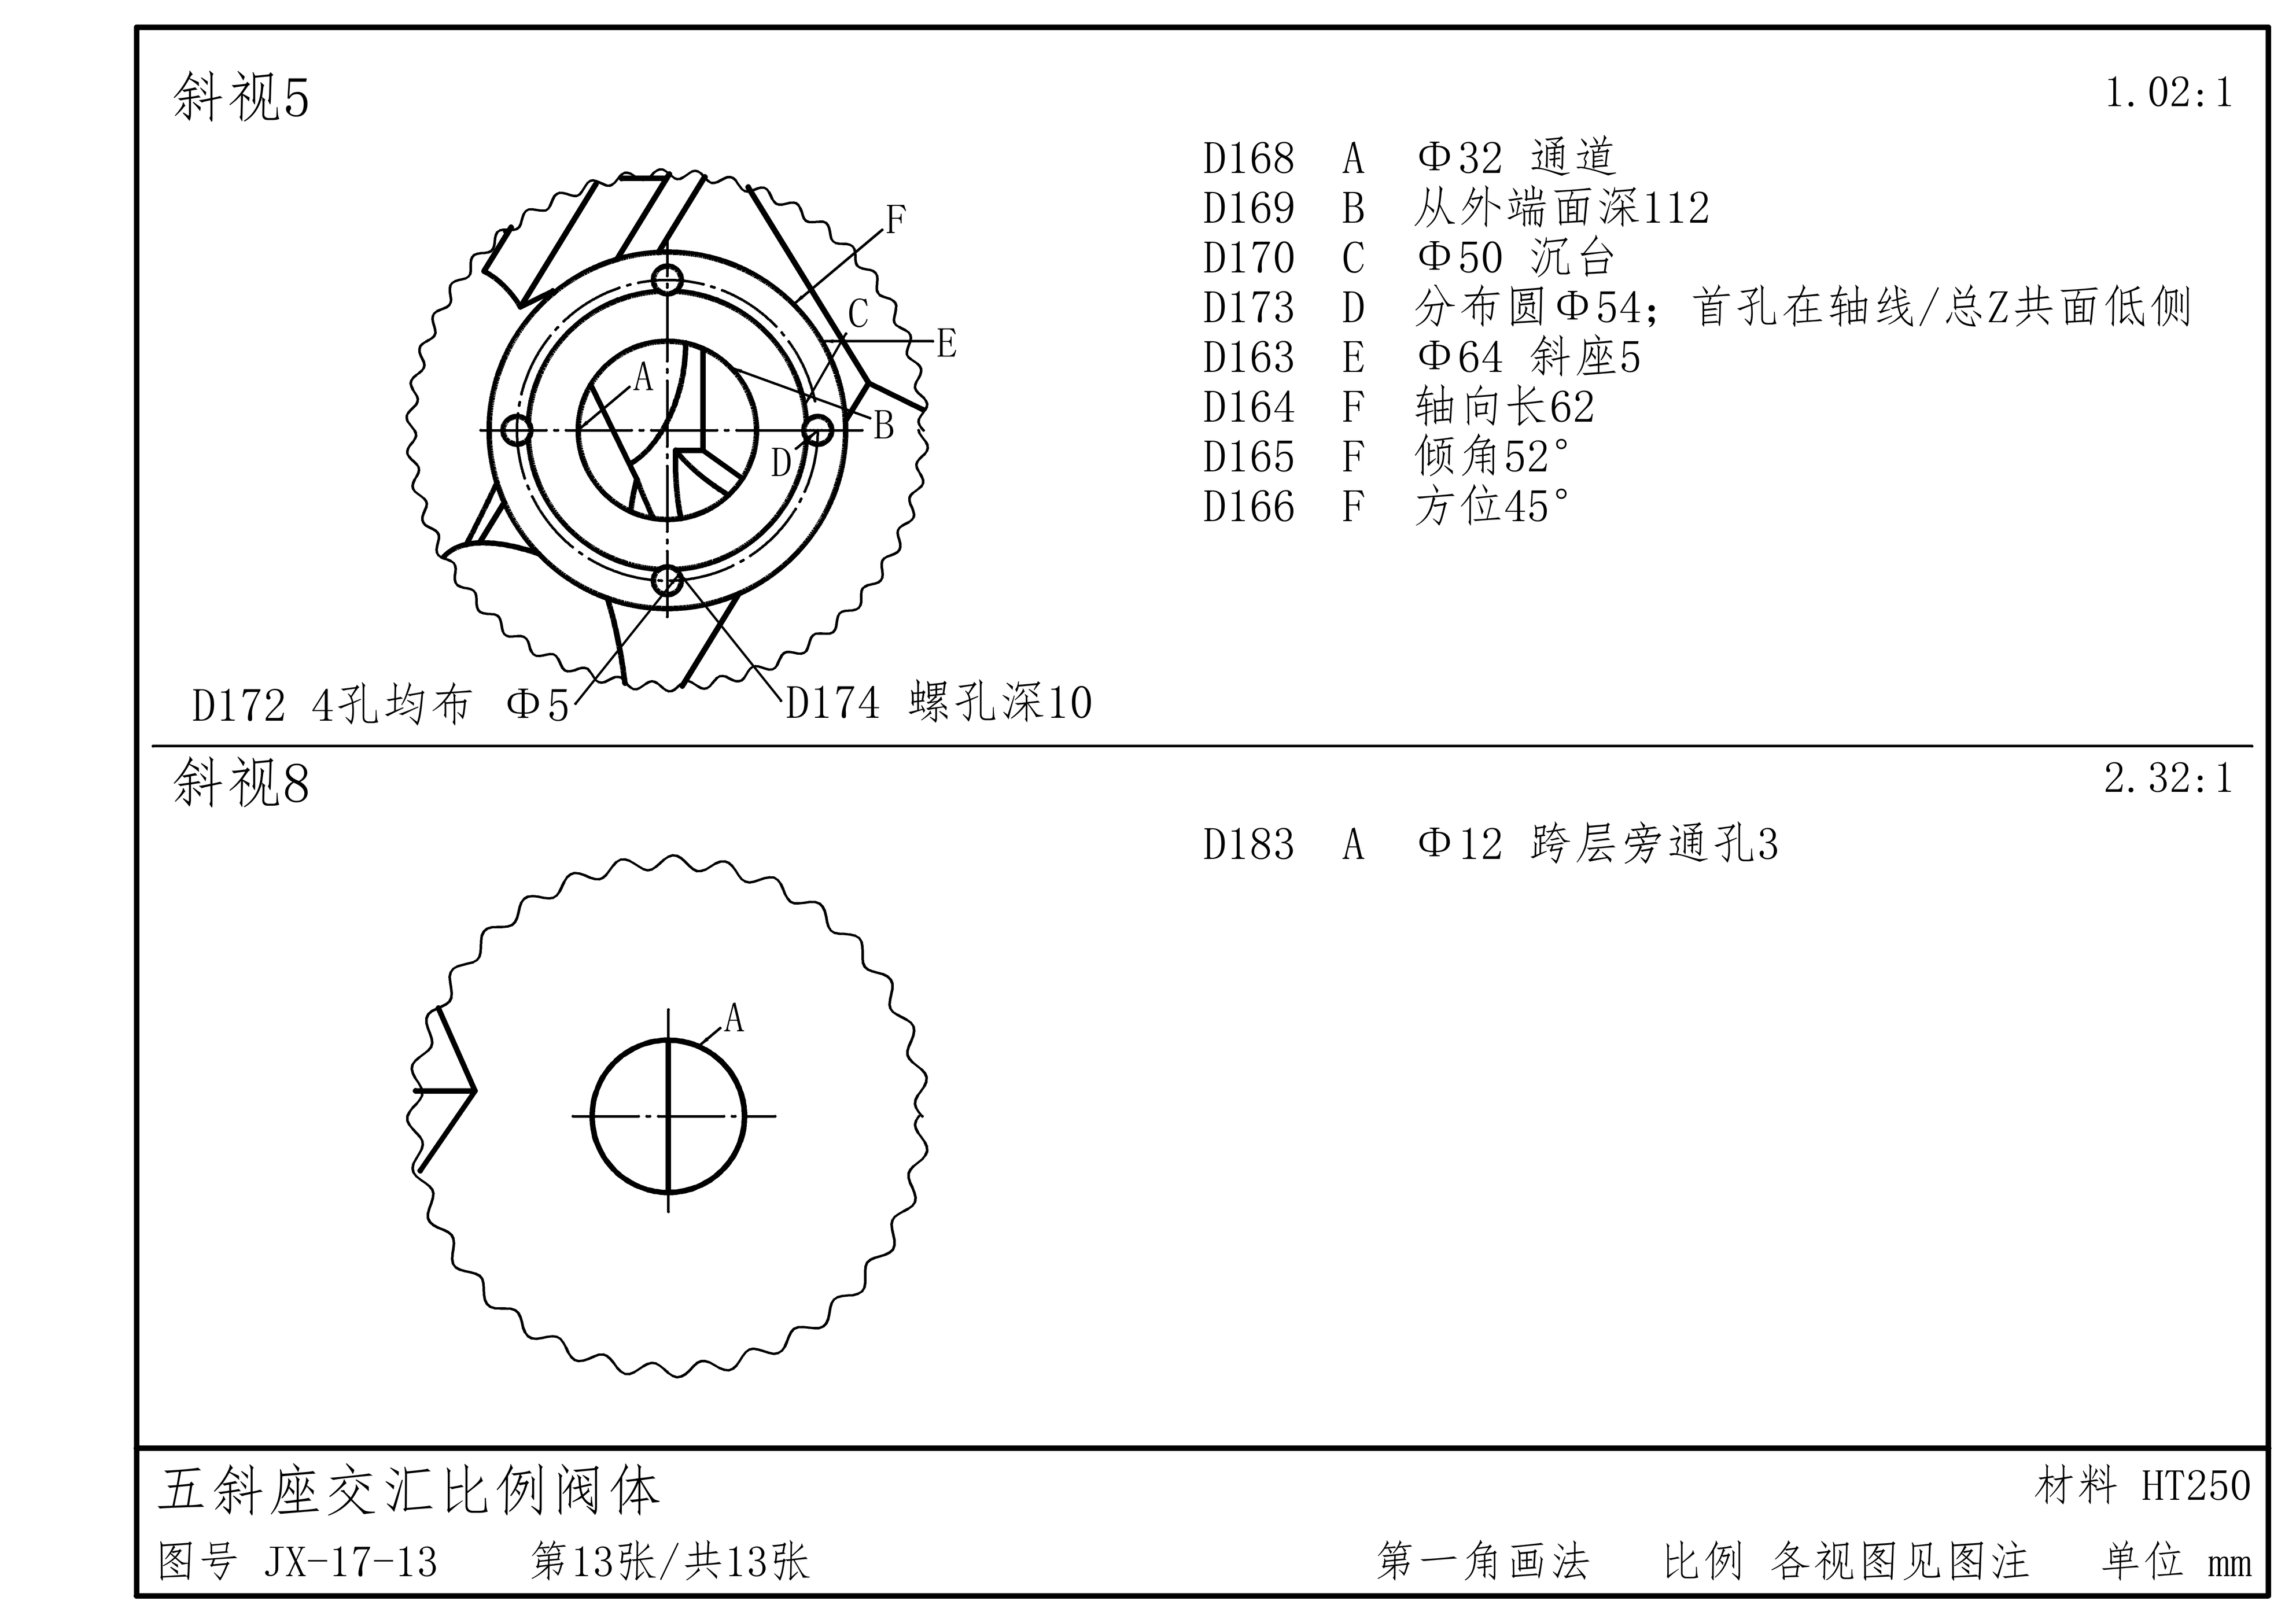 斜视5
1.02:1
D168 A Φ32 通道
D169 B 从外端面深112
D170 C Φ50 沉台
D173 D 分布圆Φ54; 首孔在轴线/总Z共面低侧
D163 E Φ64 斜座5
D164 F 轴向长62
D165 F 倾角52°
D166 F 方位45°
F
C
E
A
B
D
D172 4孔均布 Φ5
D174 螺孔深10
斜视8
2.32:1
D183 A Φ12 跨层旁通孔3
A
五斜座交汇比例阀体
材料 HT250
图号 JX-17-13 第13张/共13张
第一角画法 比例 各视图见图注 单位 mm